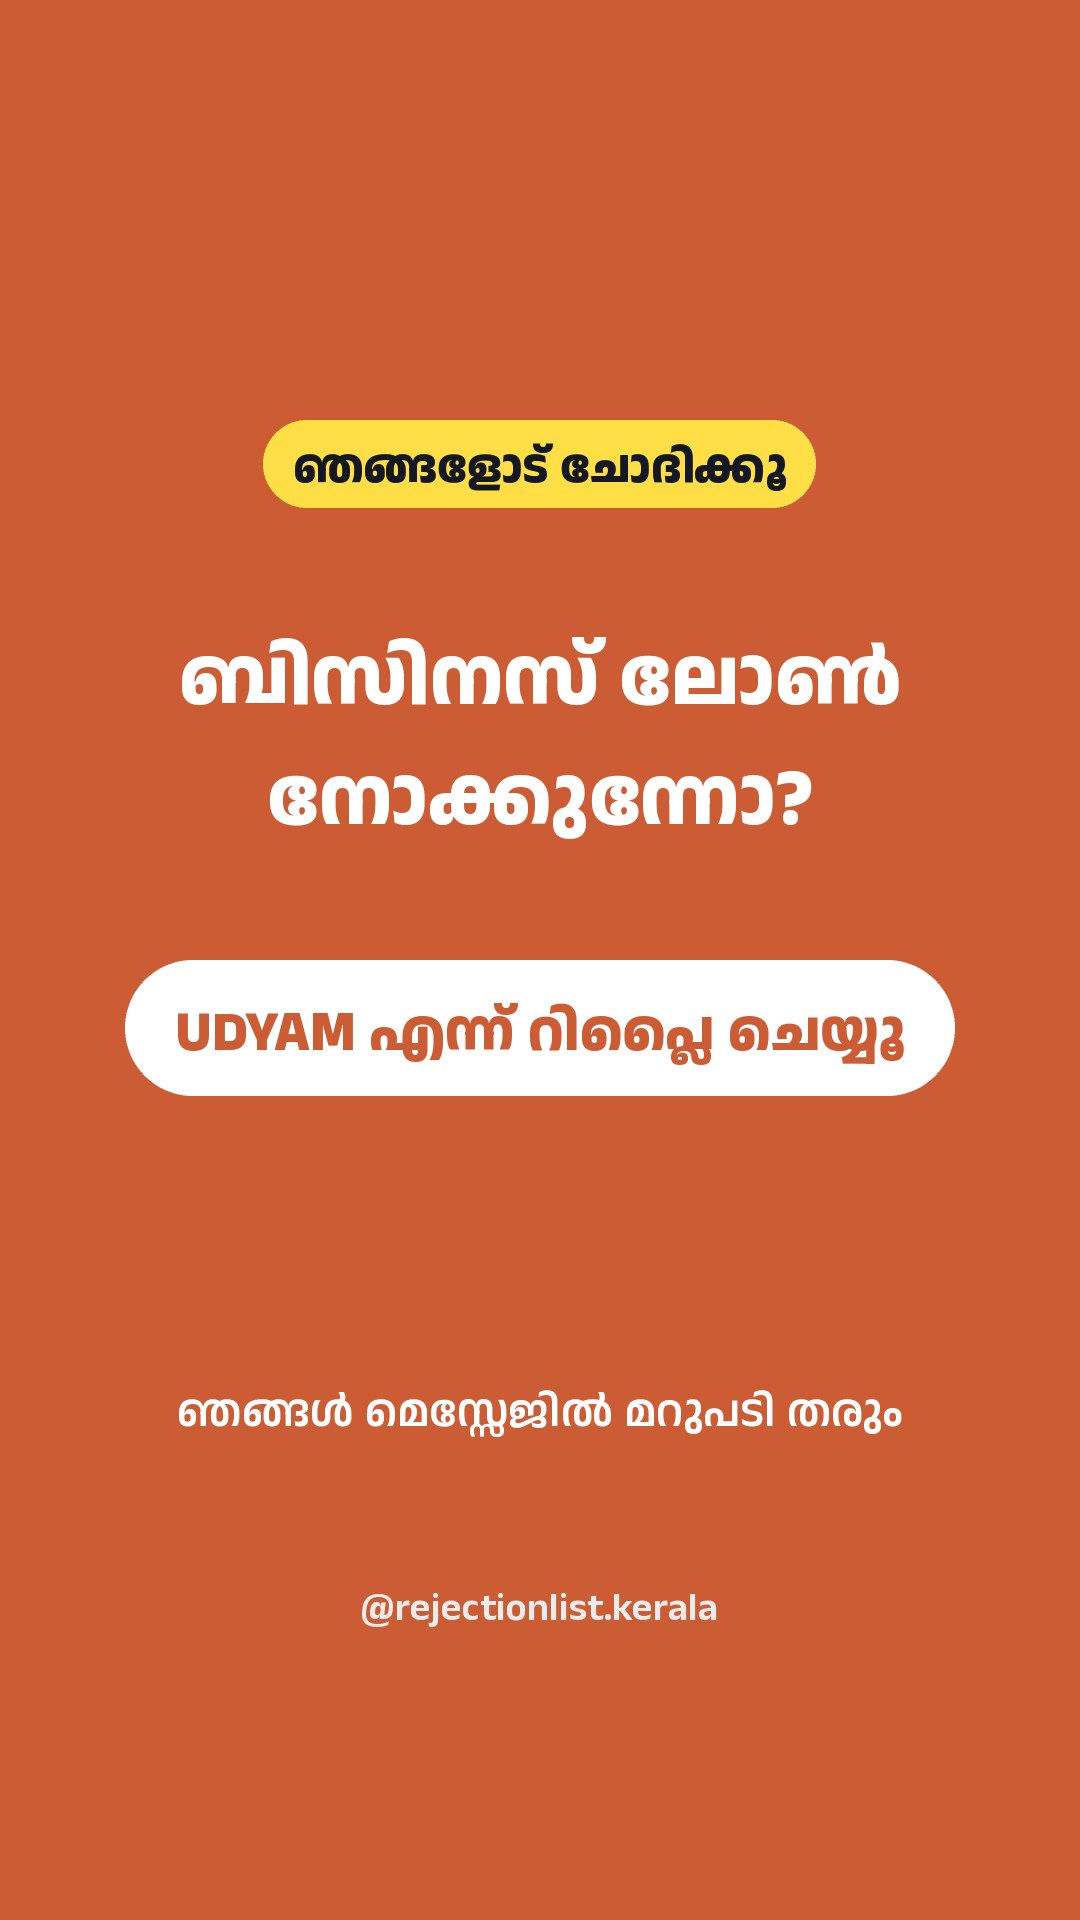 ഞങ്ങളോട് ചോദിക്കൂ
ബിസിനസ് ലോൺ
നോക്കുന്നോ?
UDYAM എന്ന് റിപ്ലൈ ചെയ്യൂ
ഞങ്ങൾ മെസ്സേജിൽ മറുപടി തരും
@rejectionlist.kerala